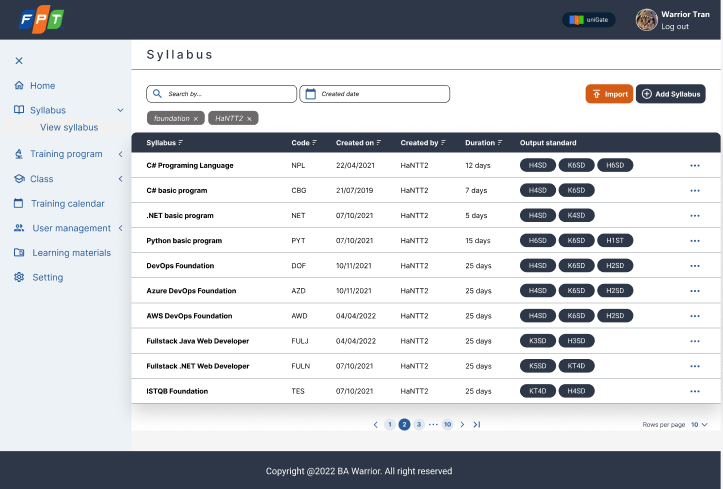 FPT
uniGate
Warrior Tran
Log out
Home
Syllabus
View syllabus
Training program
Class
Training calendar
User management
Learning materials
Setting
Syllabus
Search by...
Created date
Import
Add Syllabus
foundation ×
HaNTT2 ×
Syllabus Code Created on Created by Duration Output standard
C# Programing Language NPL 22/04/2021 HaNTT2 12 days H4SD K6SD H6SD ...
C# basic program CBG 21/07/2019 HaNTT2 7 days H4SD K6SD ...
.NET basic program NET 07/10/2021 HaNTT2 5 days H4SD K4SD ...
Python basic program PYT 07/10/2021 HaNTT2 15 days H6SD K6SD H1ST ...
DevOps Foundation DOF 10/11/2021 HaNTT2 25 days H4SD K6SD H2SD ...
Azure DevOps Foundation AZD 10/11/2021 HaNTT2 25 days H4SD K6SD H2SD ...
AWS DevOps Foundation AWD 04/04/2022 HaNTT2 25 days H4SD K6SD H2SD ...
Fullstack Java Web Developer FULJ 04/04/2022 HaNTT2 25 days K3SD H3SD ...
Fullstack .NET Web Developer FULN 07/10/2021 HaNTT2 25 days K5SD KT4D ...
ISTQB Foundation TES 07/10/2021 HaNTT2 25 days KT4D H4SD ...
< 1 2 3 ... 10 > >|
Rows per page 10
Copyright @2022 BA Warrior. All right reserved